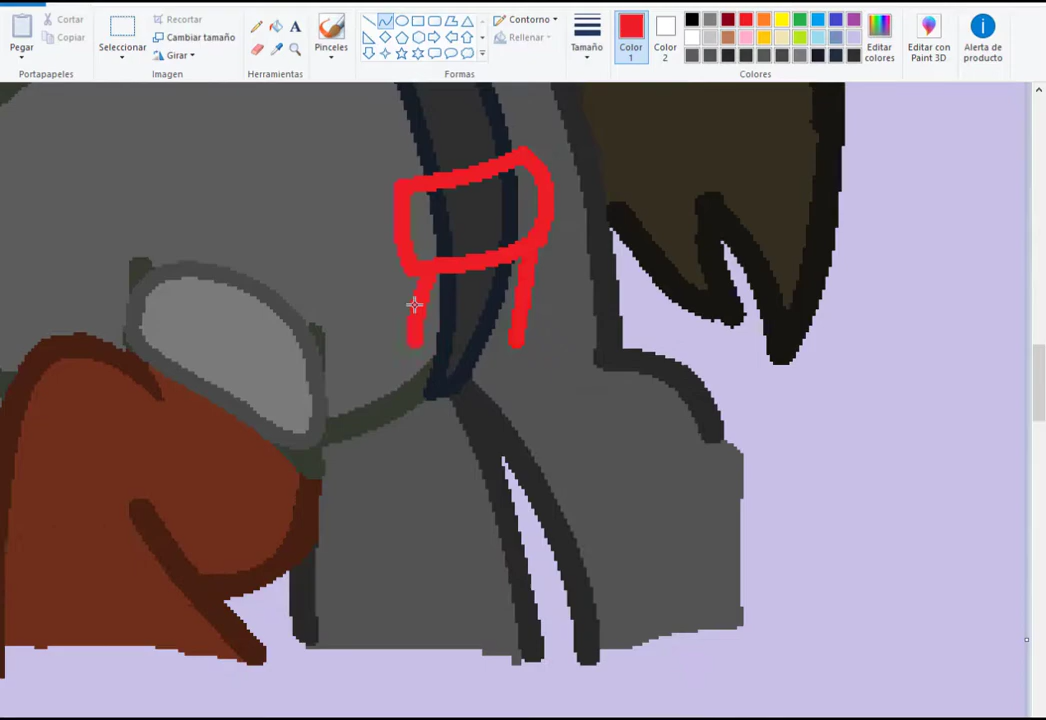 Pegar
Cortar
Copiar
Portapapeles
Seleccionar
Recortar
Cambiar tamaño
Girar
Imagen
A
Herramientas
Pinceles
Contorno
Rellenar
Formas
Tamaño
Color
1
Color
2
Editar
colores
Colores
Editar con
Paint 3D
Alerta de
producto